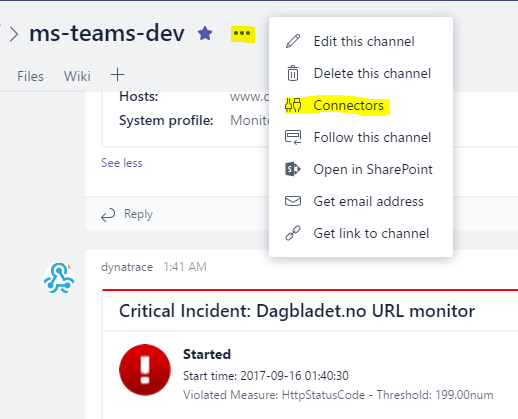 ms-teams-dev
Files Wiki
Hosts: www.c
System profile: Monito
See less
Reply
Edit this channel
Delete this channel
Connectors
Follow this channel
Open in SharePoint
Get email address
Get link to channel
dynatrace 1:41 AM
Critical Incident: Dagbladet.no URL monitor
Started
Start time: 2017-09-16 01:40:30
Violated Measure: HttpStatusCode - Threshold: 199.00num